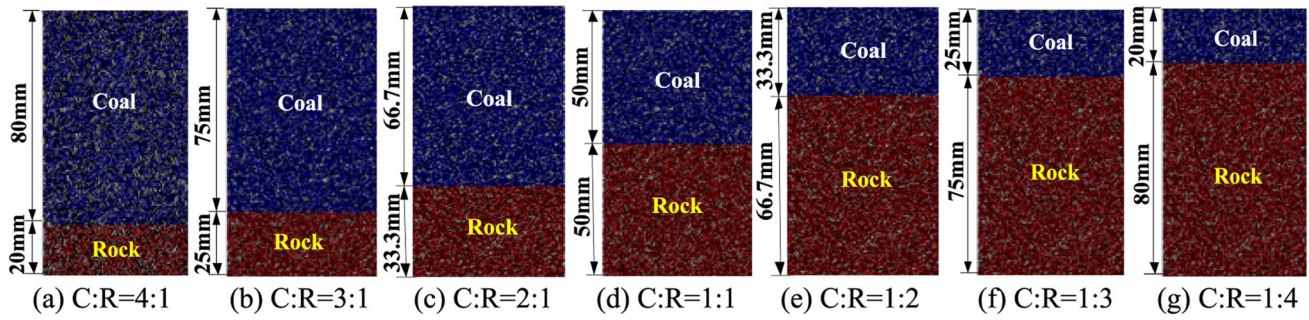 80mm
Coal
20mm
Rock
(a) C:R=4:1
75mm
Coal
25mm
Rock
(b) C:R=3:1
66.7mm
Coal
33.3mm
Rock
(c) C:R=2:1
50mm
Coal
50mm
Rock
(d) C:R=1:1
33.3mm
Coal
66.7mm
Rock
(e) C:R=1:2
25mm
Coal
75mm
Rock
(f) C:R=1:3
20mm
Coal
80mm
Rock
(g) C:R=1:4